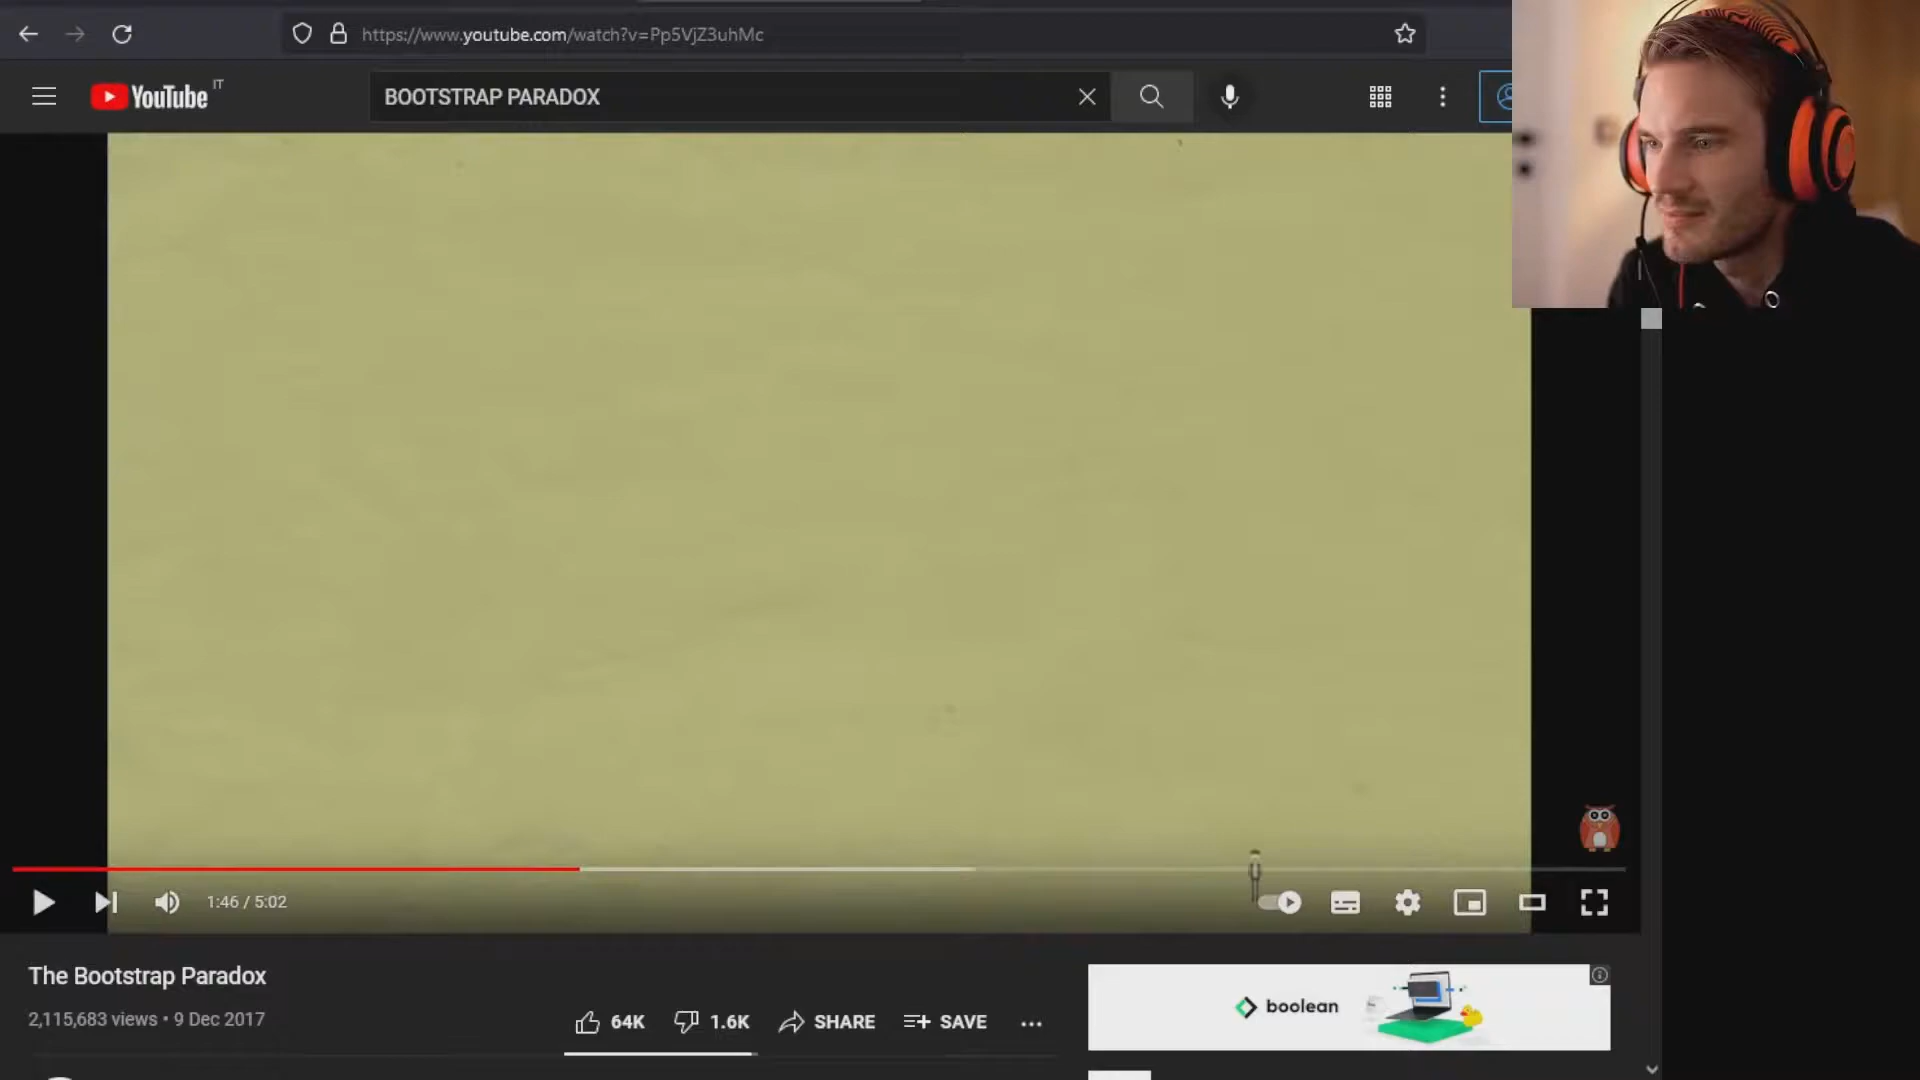 https://www.youtube.com/watch?v=Pp5VjZ3uhMc
YouTube IT
BOOTSTRAP PARADOX
1:46 / 5:02
The Bootstrap Paradox
2,115,683 views • 9 Dec 2017
64K
1.6K
SHARE
SAVE
boolean